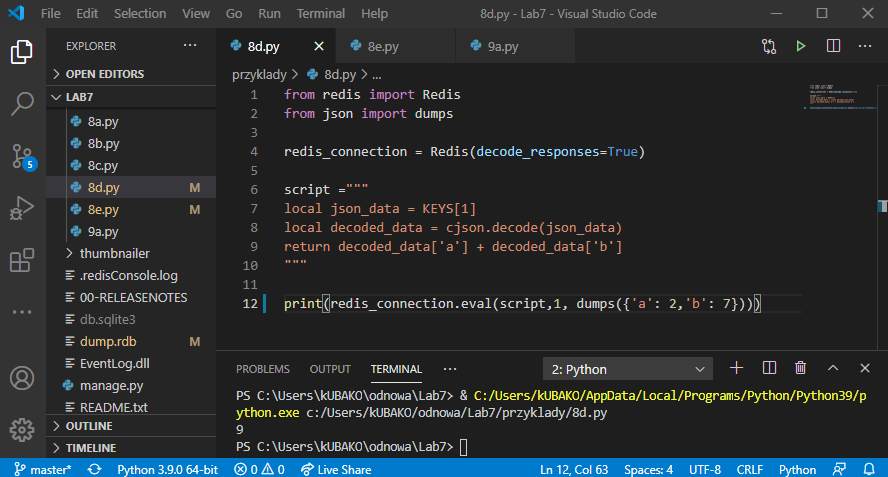 File Edit Selection View Go Run Terminal Help 8d.py - Lab7 - Visual Studio Code
EXPLORER
OPEN EDITORS
LAB7
8a.py
8b.py
8c.py
8d.py M
8e.py M
9a.py
thumbnailer
.redisConsole.log
00-RELEASENOTES
db.sqlite3
dump.rdb M
EventLog.dll
manage.py
README.txt
OUTLINE
TIMELINE
5
8d.py 8e.py 9a.py
przyklady > 8d.py > ...
1 from redis import Redis
2 from json import dumps
3
4 redis_connection = Redis(decode_responses=True)
5
6 script ="""
7 local json_data = KEYS[1]
8 local decoded_data = cjson.decode(json_data)
9 return decoded_data['a'] + decoded_data['b']
10 """
11
12 print(redis_connection.eval(script,1, dumps({'a': 2,'b': 7})))
PROBLEMS OUTPUT TERMINAL ... 2: Python
PS C:\Users\kUBAKO\odnowa\Lab7> & C:/Users/kUBAKO/AppData/Local/Programs/Python/Python39/p
ython.exe c:/Users/kUBAKO/odnowa/Lab7/przyklady/8d.py
9
PS C:\Users\kUBAKO\odnowa\Lab7>
master* Python 3.9.0 64-bit 0 0 Live Share Ln 12, Col 63 Spaces: 4 UTF-8 CRLF Python